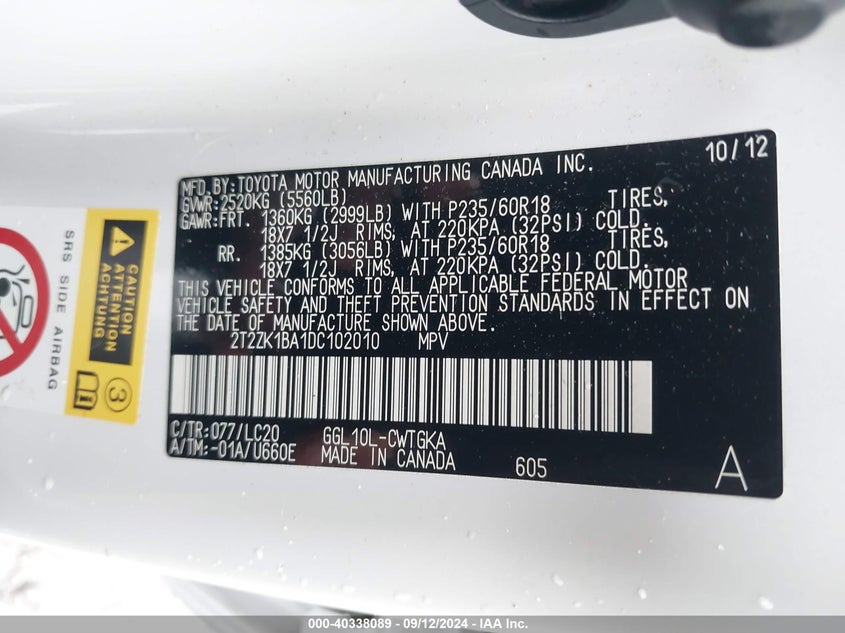 10/12
MFD.BY:TOYOTA MOTOR MANUFACTURING CANADA INC.
GVWR:2520KG (5560LB)
GAWR:FRT. 1360KG (2999LB) WITH P235/60R18 TIRES,
18X7 1/2J RIMS, AT 220KPA (32PSI) COLD.
RR. 1385KG (3056LB) WITH P235/60R18 TIRES,
18X7 1/2J RIMS, AT 220KPA (32PSI) COLD.
THIS VEHICLE CONFORMS TO ALL APPLICABLE FEDERAL MOTOR
VEHICLE SAFETY AND THEFT PREVENTION STANDARDS IN EFFECT ON
THE DATE OF MANUFACTURE SHOWN ABOVE.
2T2ZK1BA1DC102010 MPV
C/TR:077/LC20 GGL10L-CWTGKA
A/TM:-01A/U660E MADE IN CANADA 605
A
CAUTION
ATTENTION
ACHTUNG
3
SRS SIDE AIRBAG
000-40338089 - 09/12/2024 - IAA Inc.